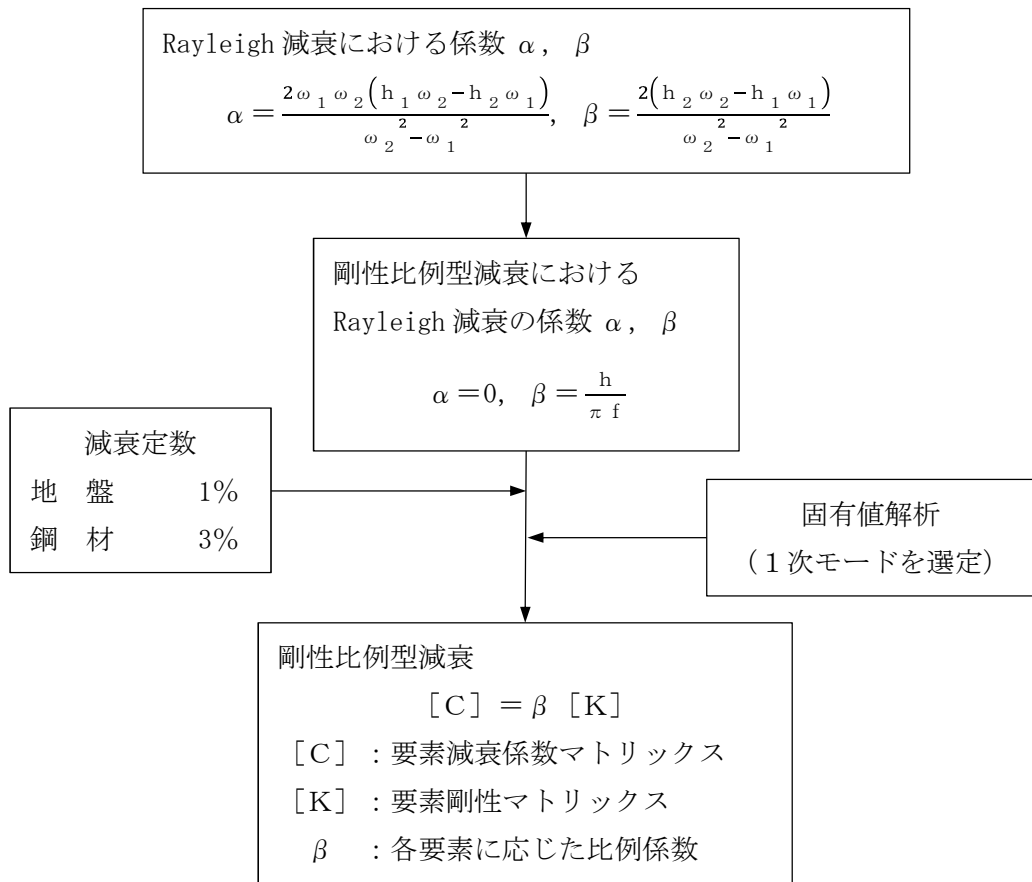 Rayleigh 減衰における係数 α, β
α=2ω₁ω₂(h₁ω₂−h₂ω₁)/(ω₂²−ω₁²), β=2(h₂ω₂−h₁ω₁)/(ω₂²−ω₁²)
剛性比例型減衰における
Rayleigh 減衰の係数 α, β
α=0, β=h/(π f)
減衰定数
地 盤 1%
鋼 材 3%
固有値解析
(１次モードを選定)
剛性比例型減衰
[C]=β [K]
[C]:要素減衰係数マトリックス
[K]:要素剛性マトリックス
β :各要素に応じた比例係数